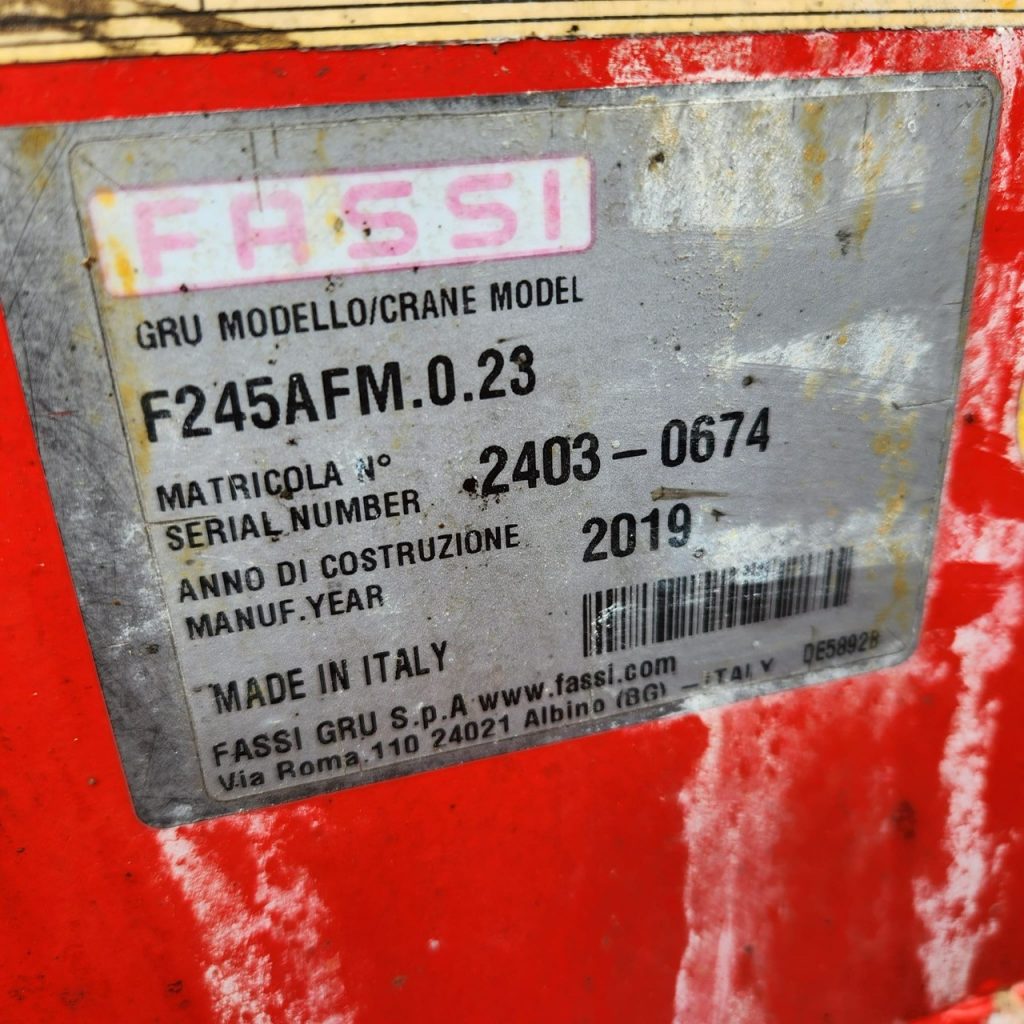 FASSI
GRU MODELLO/CRANE MODEL
F245AFM.0.23
MATRICOLA N°
SERIAL NUMBER 2403-0674
ANNO DI COSTRUZIONE 2019
MANUF.YEAR
MADE IN ITALY
DE5892B
FASSI GRU S.p.A www.fassi.com
Via Roma,110 24021 Albino (BG) - ITALY